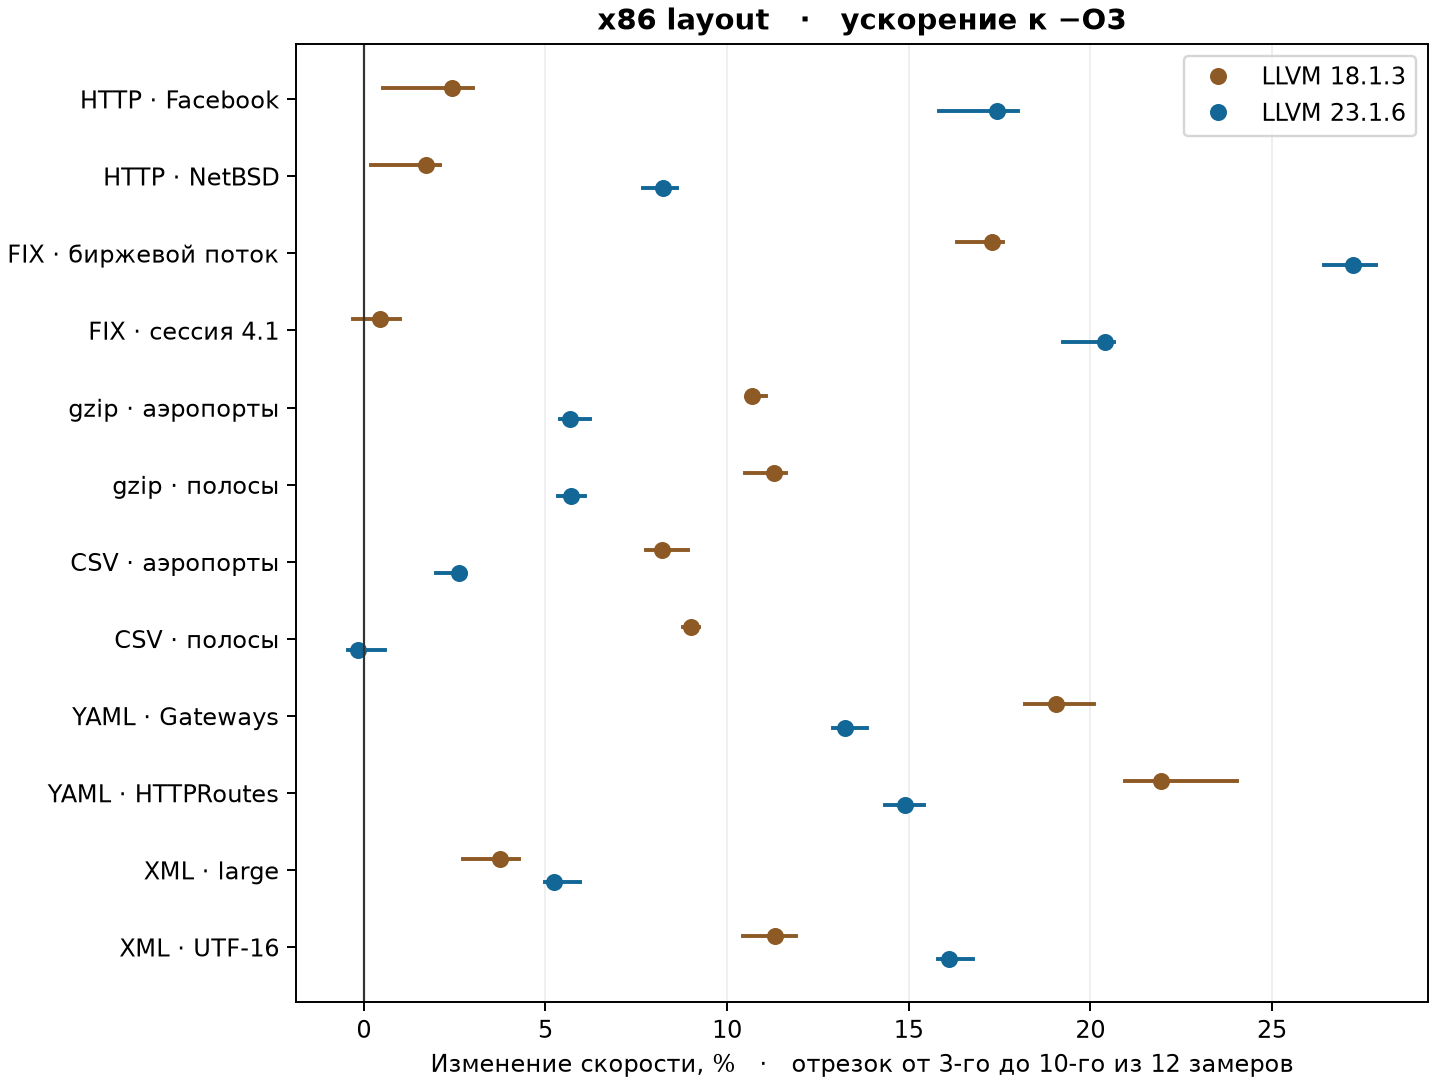 x86 layout · ускорение к −O3
LLVM 18.1.3
LLVM 23.1.6
HTTP · Facebook
HTTP · NetBSD
FIX · биржевой поток
FIX · сессия 4.1
gzip · аэропорты
gzip · полосы
CSV · аэропорты
CSV · полосы
YAML · Gateways
YAML · HTTPRoutes
XML · large
XML · UTF-16
0 5 10 15 20 25
Изменение скорости, % · отрезок от 3-го до 10-го из 12 замеров